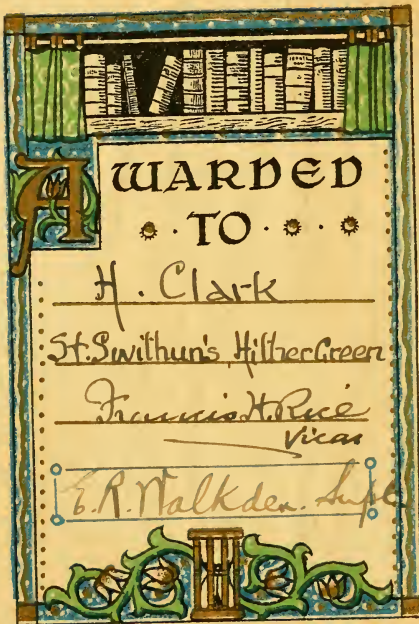 AWARDED
TO
H. Clark
St. Swithun's, Hither Green
Francis H. Rice
Vicar
E. R. Walkden. Supt.